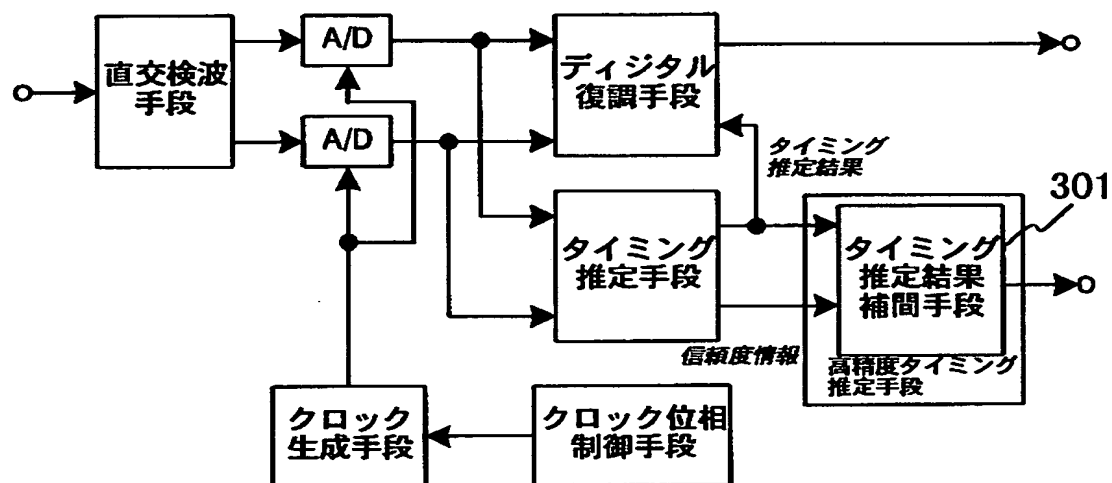 直交検波
手段
A/D
A/D
ディジタル
復調手段
タイミング
推定結果
タイミング
推定手段
信頼度情報
301
タイミング
推定結果
補間手段
高精度タイミング
推定手段
クロック
生成手段
クロック位相
制御手段